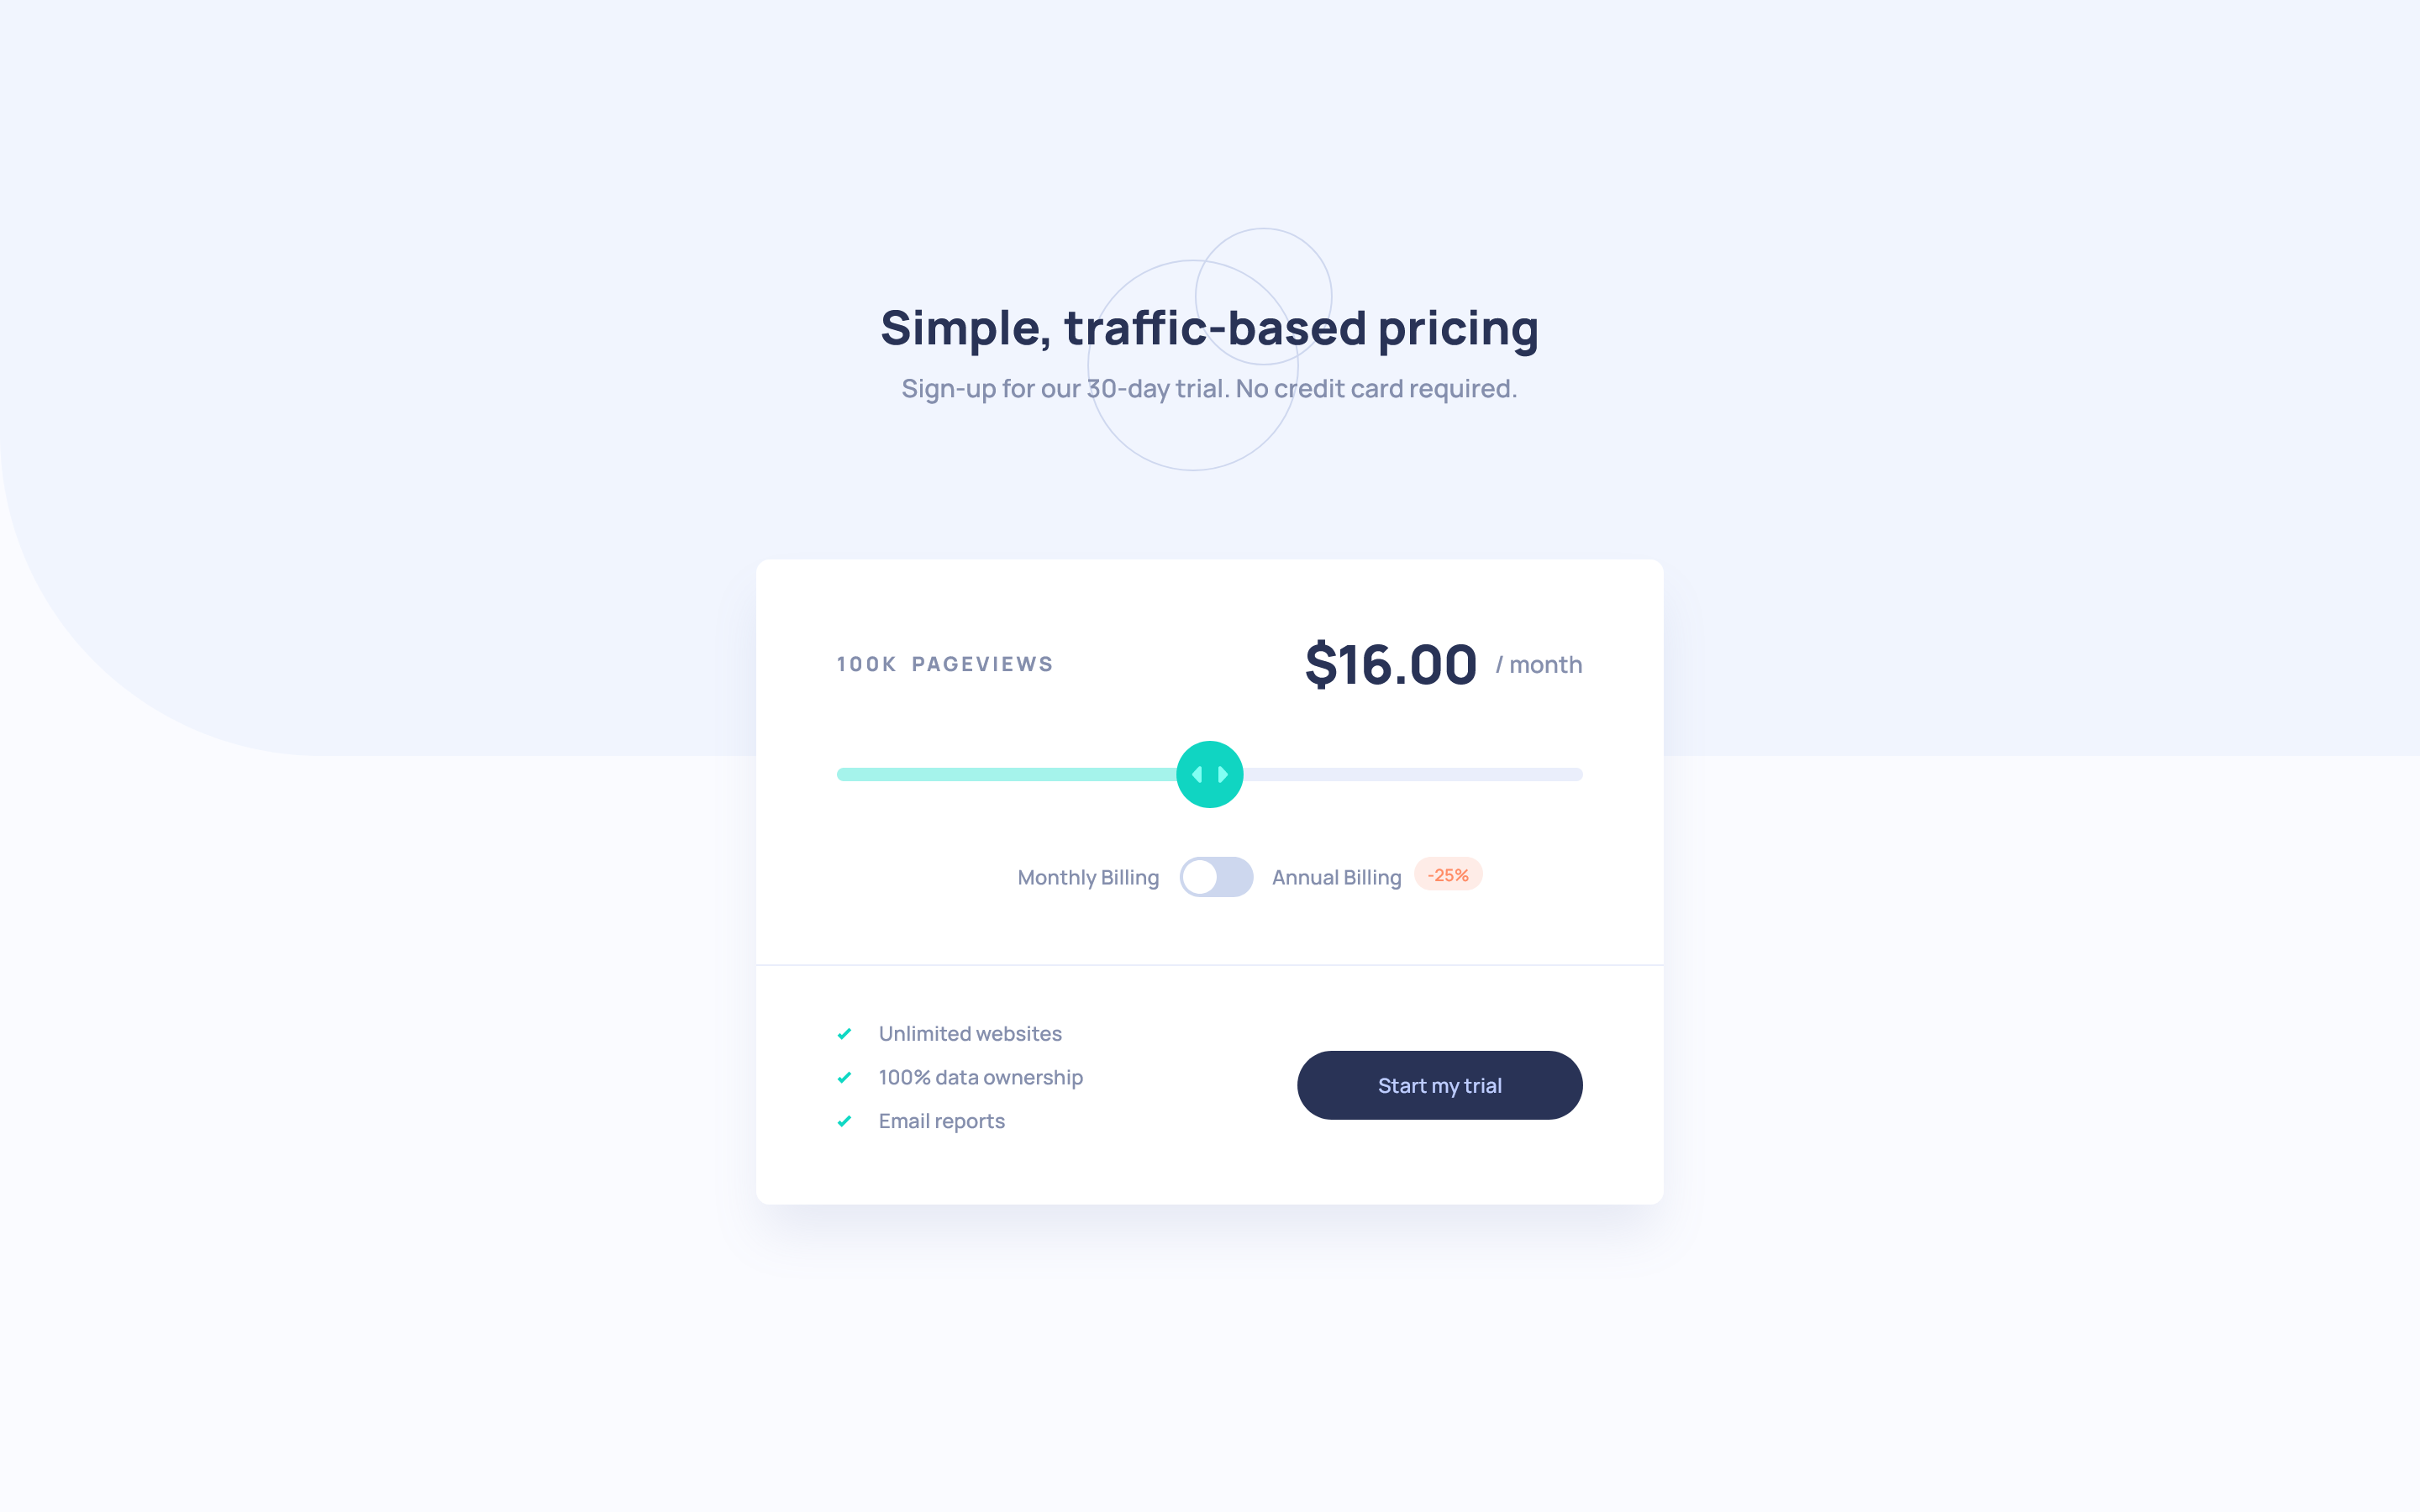 Simple, traffic-based pricing
Sign-up for our 30-day trial. No credit card required.
100K PAGEVIEWS
$16.00 / month
Monthly Billing
Annual Billing
-25%
Unlimited websites
100% data ownership
Email reports
Start my trial